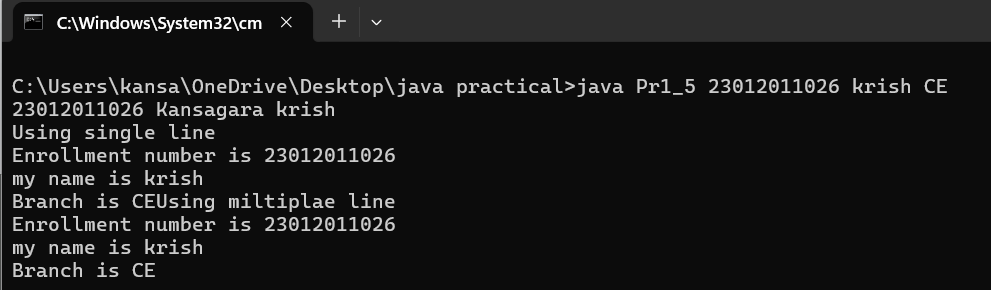 C:\Windows\System32\cm
C:\Users\kansa\OneDrive\Desktop\java practical>java Pr1_5 23012011026 krish CE
23012011026 Kansagara krish
Using single line
Enrollment number is 23012011026
my name is krish
Branch is CEUsing miltiplae line
Enrollment number is 23012011026
my name is krish
Branch is CE